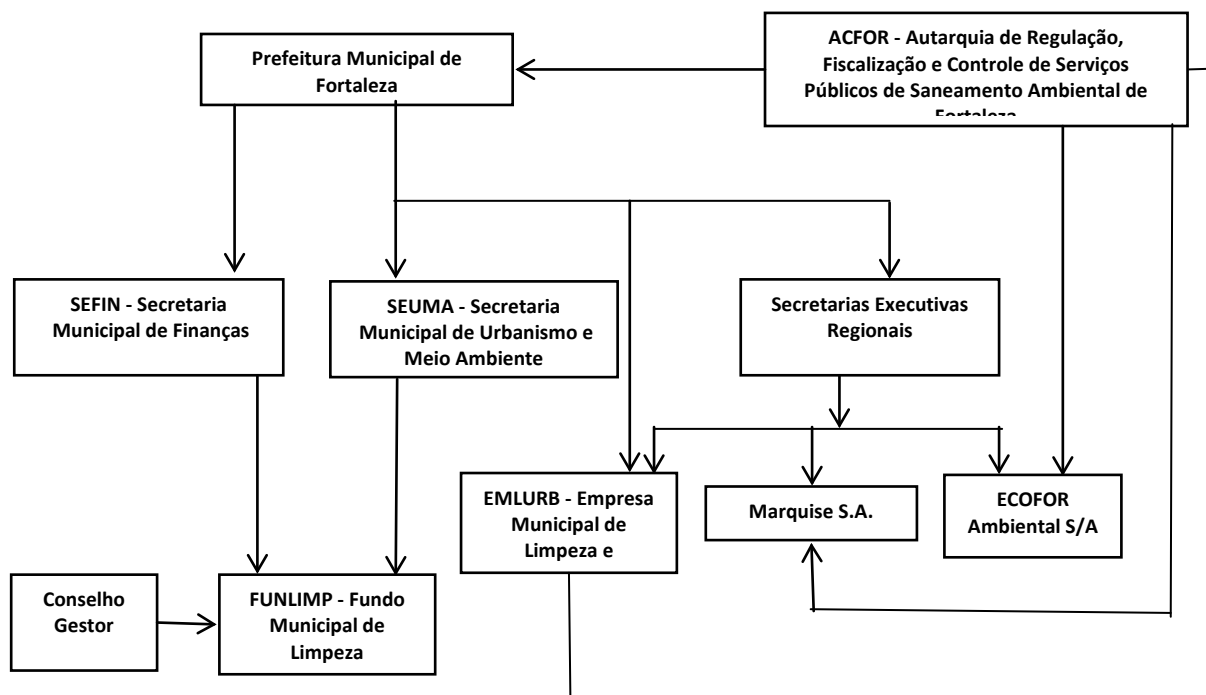 Prefeitura Municipal de
Fortaleza
ACFOR - Autarquia de Regulação,
Fiscalização e Controle de Serviços
Públicos de Saneamento Ambiental de
Fortaleza
SEFIN - Secretaria
Municipal de Finanças
SEUMA - Secretaria
Municipal de Urbanismo e
Meio Ambiente
Secretarias Executivas
Regionais
EMLURB - Empresa
Municipal de
Limpeza e
Marquise S.A.
ECOFOR
Ambiental S/A
Conselho
Gestor
FUNLIMP - Fundo
Municipal de
Limpeza